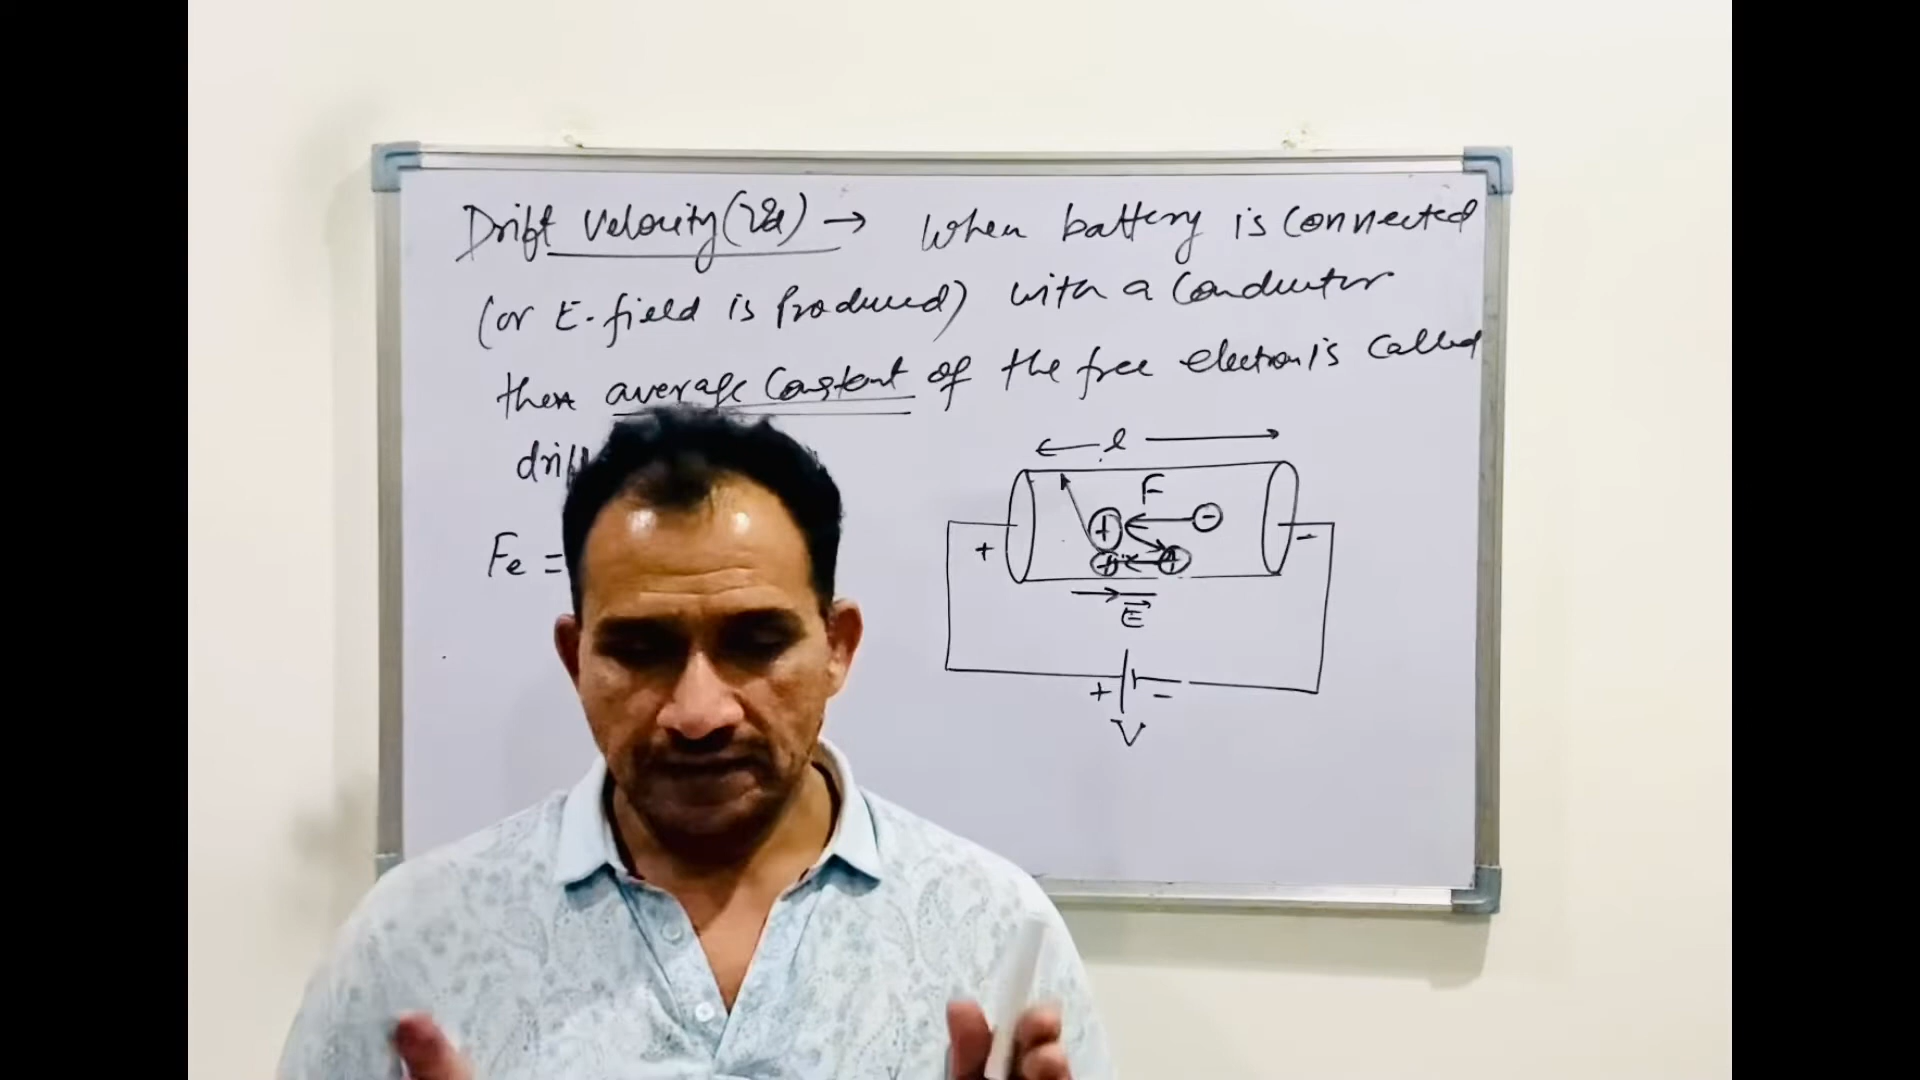 Drift Velocity (vd) → When battery is connected
(or E-field is Produced) with a conductor
then average Constant of the free electron is called
Fe =
l
F
+
−
+ −
E
+ −
V